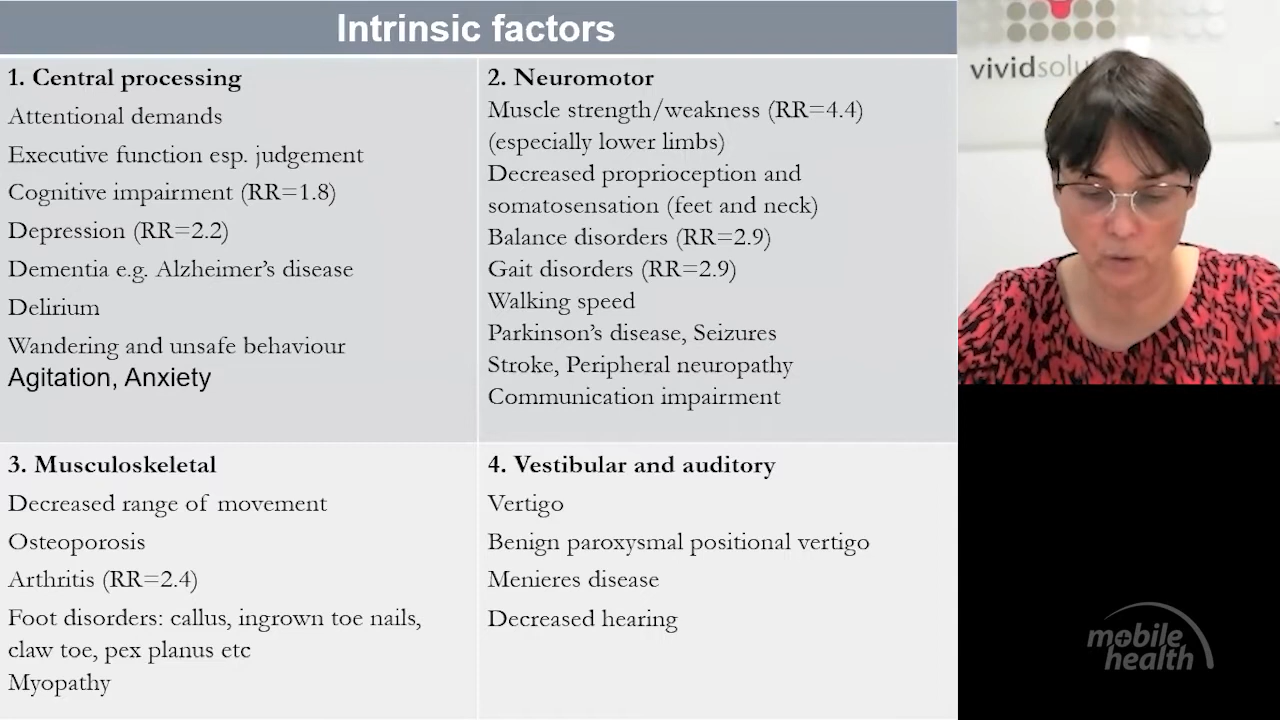 Intrinsic factors
1. Central processing
Attentional demands
Executive function esp. judgement
Cognitive impairment (RR=1.8)
Depression (RR=2.2)
Dementia e.g. Alzheimer's disease
Delirium
Wandering and unsafe behaviour
Agitation, Anxiety
2. Neuromotor
Muscle strength/weakness (RR=4.4)
(especially lower limbs)
Decreased proprioception and
somatosensation (feet and neck)
Balance disorders (RR=2.9)
Gait disorders (RR=2.9)
Walking speed
Parkinson's disease, Seizures
Stroke, Peripheral neuropathy
Communication impairment
3. Musculoskeletal
Decreased range of movement
Osteoporosis
Arthritis (RR=2.4)
Foot disorders: callus, ingrown toe nails,
claw toe, pex planus etc
Myopathy
4. Vestibular and auditory
Vertigo
Benign paroxysmal positional vertigo
Menieres disease
Decreased hearing
mobile
health